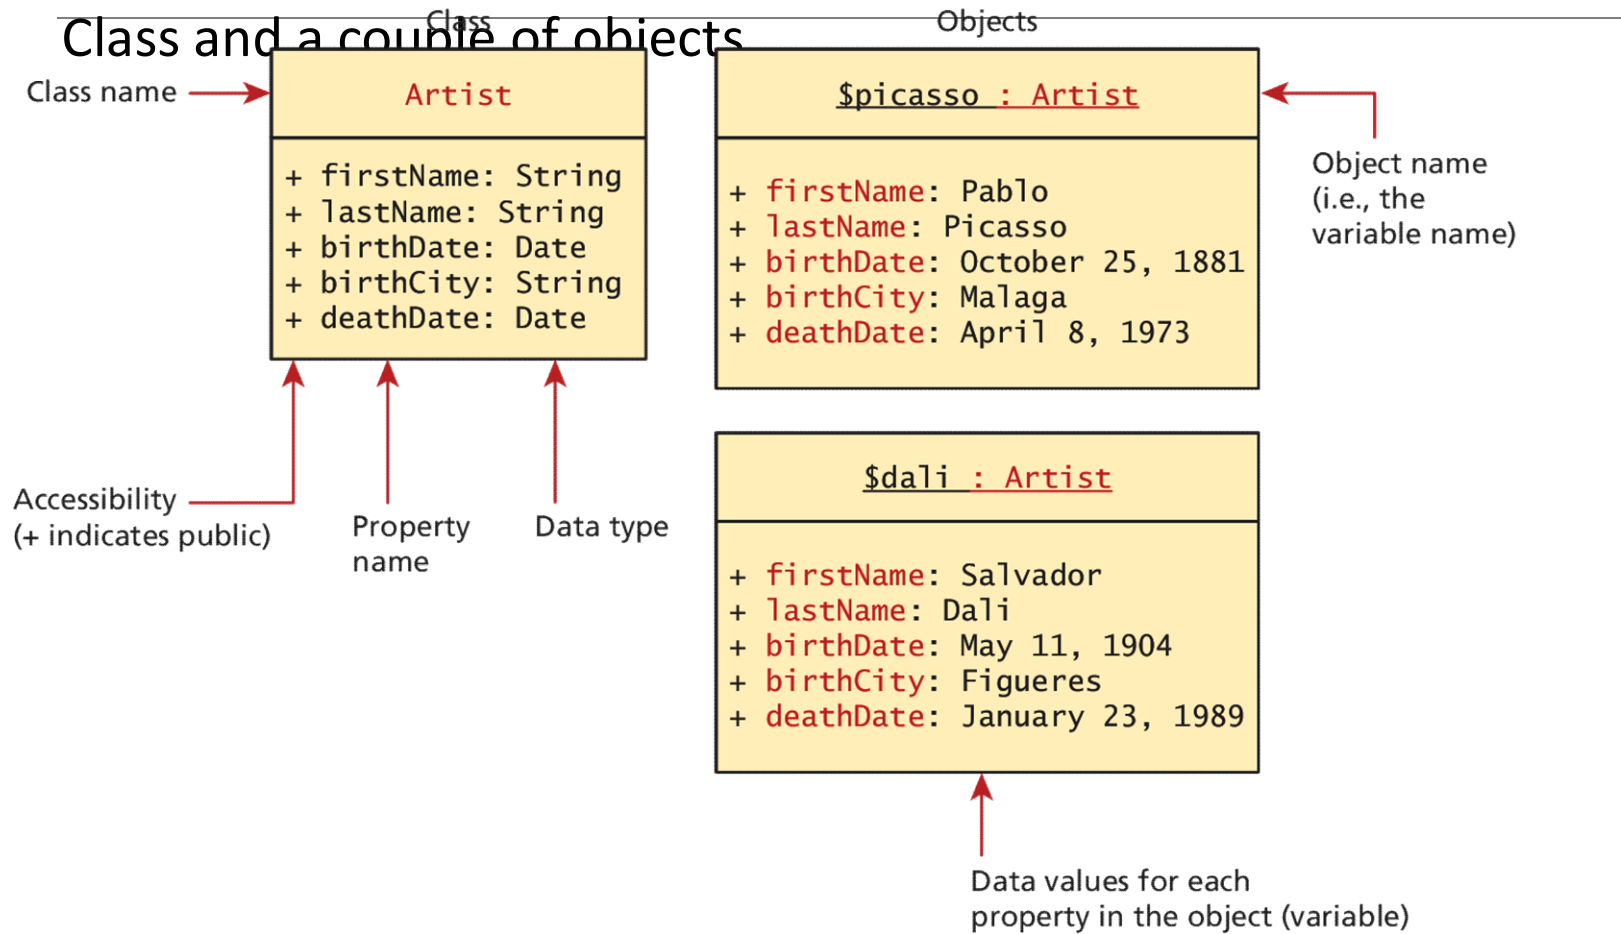 Class and a couple of objects
Class
Objects
Class name
Artist
+ firstName: String
+ lastName: String
+ birthDate: Date
+ birthCity: String
+ deathDate: Date
Accessibility
(+ indicates public)
Property
name
Data type
$picasso : Artist
+ firstName: Pablo
+ lastName: Picasso
+ birthDate: October 25, 1881
+ birthCity: Malaga
+ deathDate: April 8, 1973
Object name
(i.e., the
variable name)
$dali : Artist
+ firstName: Salvador
+ lastName: Dali
+ birthDate: May 11, 1904
+ birthCity: Figueres
+ deathDate: January 23, 1989
Data values for each
property in the object (variable)